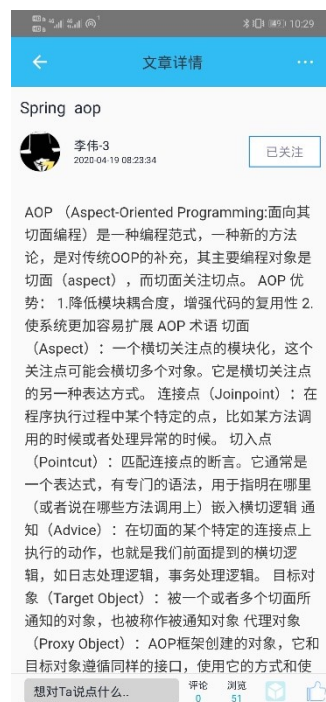 10:29
文章详情
Spring aop
李伟-3
2020-04-19 08:23:34
已关注
AOP （Aspect-Oriented Programming:面向其
切面编程）是一种编程范式，一种新的方法
论，是对传统OOP的补充，其主要编程对象是
切面（aspect），而切面关注切点。 AOP 优
势： 1.降低模块耦合度，增强代码的复用性 2.
使系统更加容易扩展 AOP 术语 切面
（Aspect）：一个横切关注点的模块化，这个
关注点可能会横切多个对象。它是横切关注点
的另一种表达方式。 连接点（Joinpoint）：在
程序执行过程中某个特定的点，比如某方法调
用的时候或者处理异常的时候。 切入点
（Pointcut）：匹配连接点的断言。它通常是
一个表达式，有专门的语法，用于指明在哪里
（或者说在哪些方法调用上）嵌入横切逻辑 通
知（Advice）：在切面的某个特定的连接点上
执行的动作，也就是我们前面提到的横切逻
辑，如日志处理逻辑，事务处理逻辑。 目标对
象（Target Object）：被一个或者多个切面所
通知的对象，也被称作被通知对象 代理对象
（Proxy Object）：AOP框架创建的对象，它和
目标对象遵循同样的接口，使用它的方式和使
想对Ta说点什么..
评论 浏览
0 51